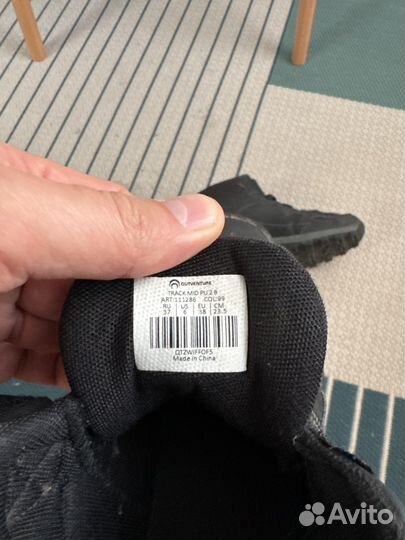 OUTVENTURE
TRACK MID PU 2 B
ART:111286 COL:99
RU US EU CM
37 6 38 23.5
QTZWIFFOF5
Made in China
Avito